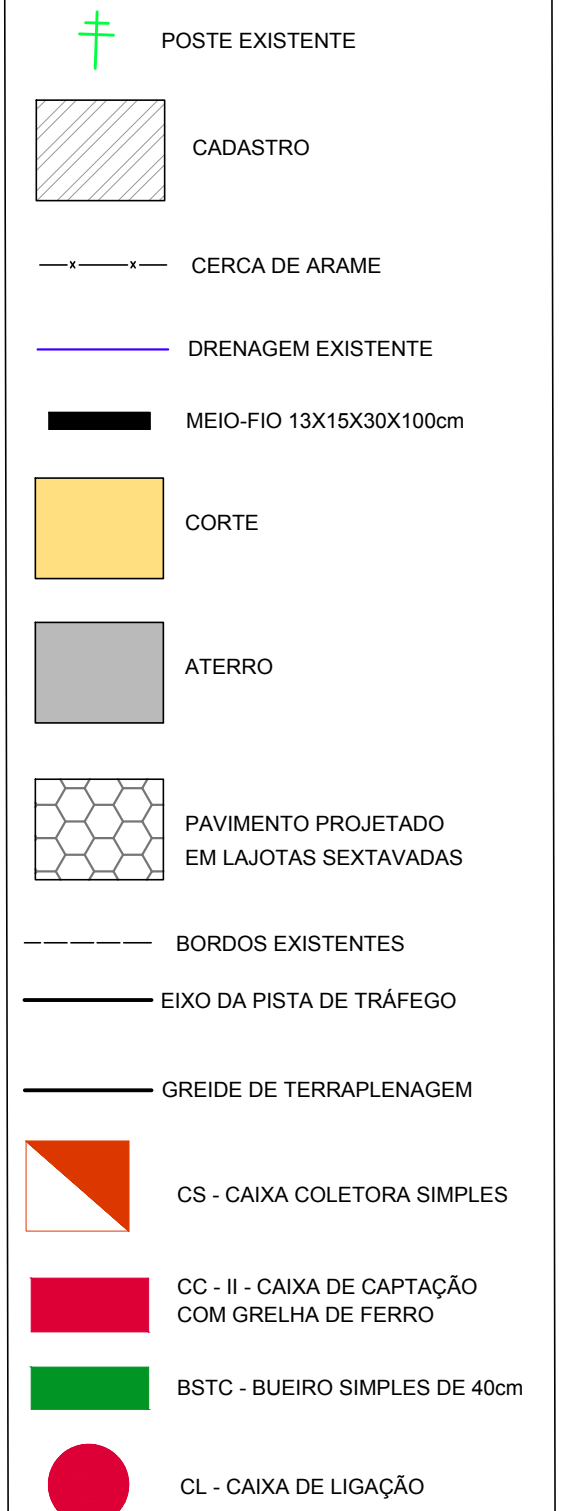 POSTE EXISTENTE
CADASTRO
CERCA DE ARAME
DRENAGEM EXISTENTE
MEIO-FIO 13X15X30X100cm
CORTE
ATERRO
PAVIMENTO PROJETADO
EM LAJOTAS SEXTAVADAS
BORDOS EXISTENTES
EIXO DA PISTA DE TRÁFEGO
GREIDE DE TERRAPLENAGEM
CS - CAIXA COLETORA SIMPLES
CC - II - CAIXA DE CAPTAÇÃO
COM GRELHA DE FERRO
BSTC - BUEIRO SIMPLES DE 40cm
CL - CAIXA DE LIGAÇÃO